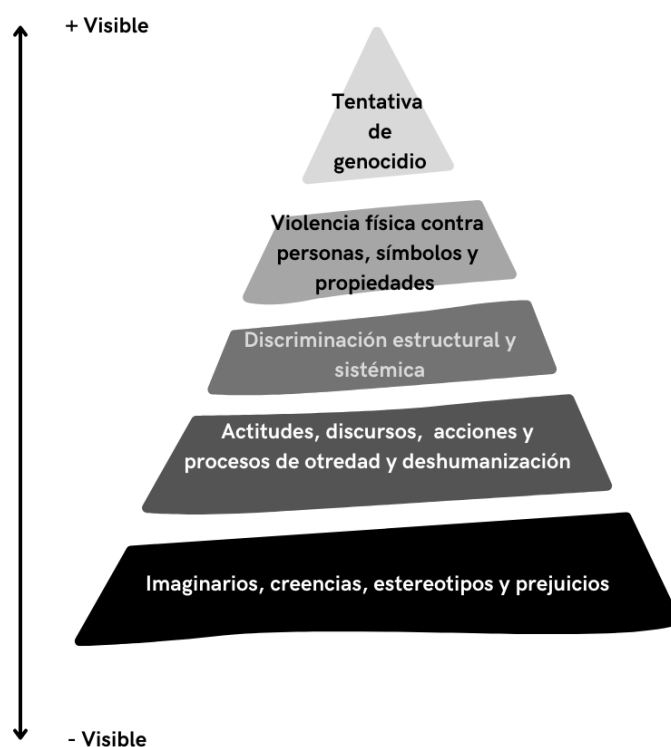 + Visible
Tentativa
de
genocidio
Violencia física contra
personas, símbolos y
propiedades
Discriminación estructural y
sistémica
Actitudes, discursos, acciones y
procesos de otredad y deshumanización
Imaginarios, creencias, estereotipos y prejuicios
- Visible